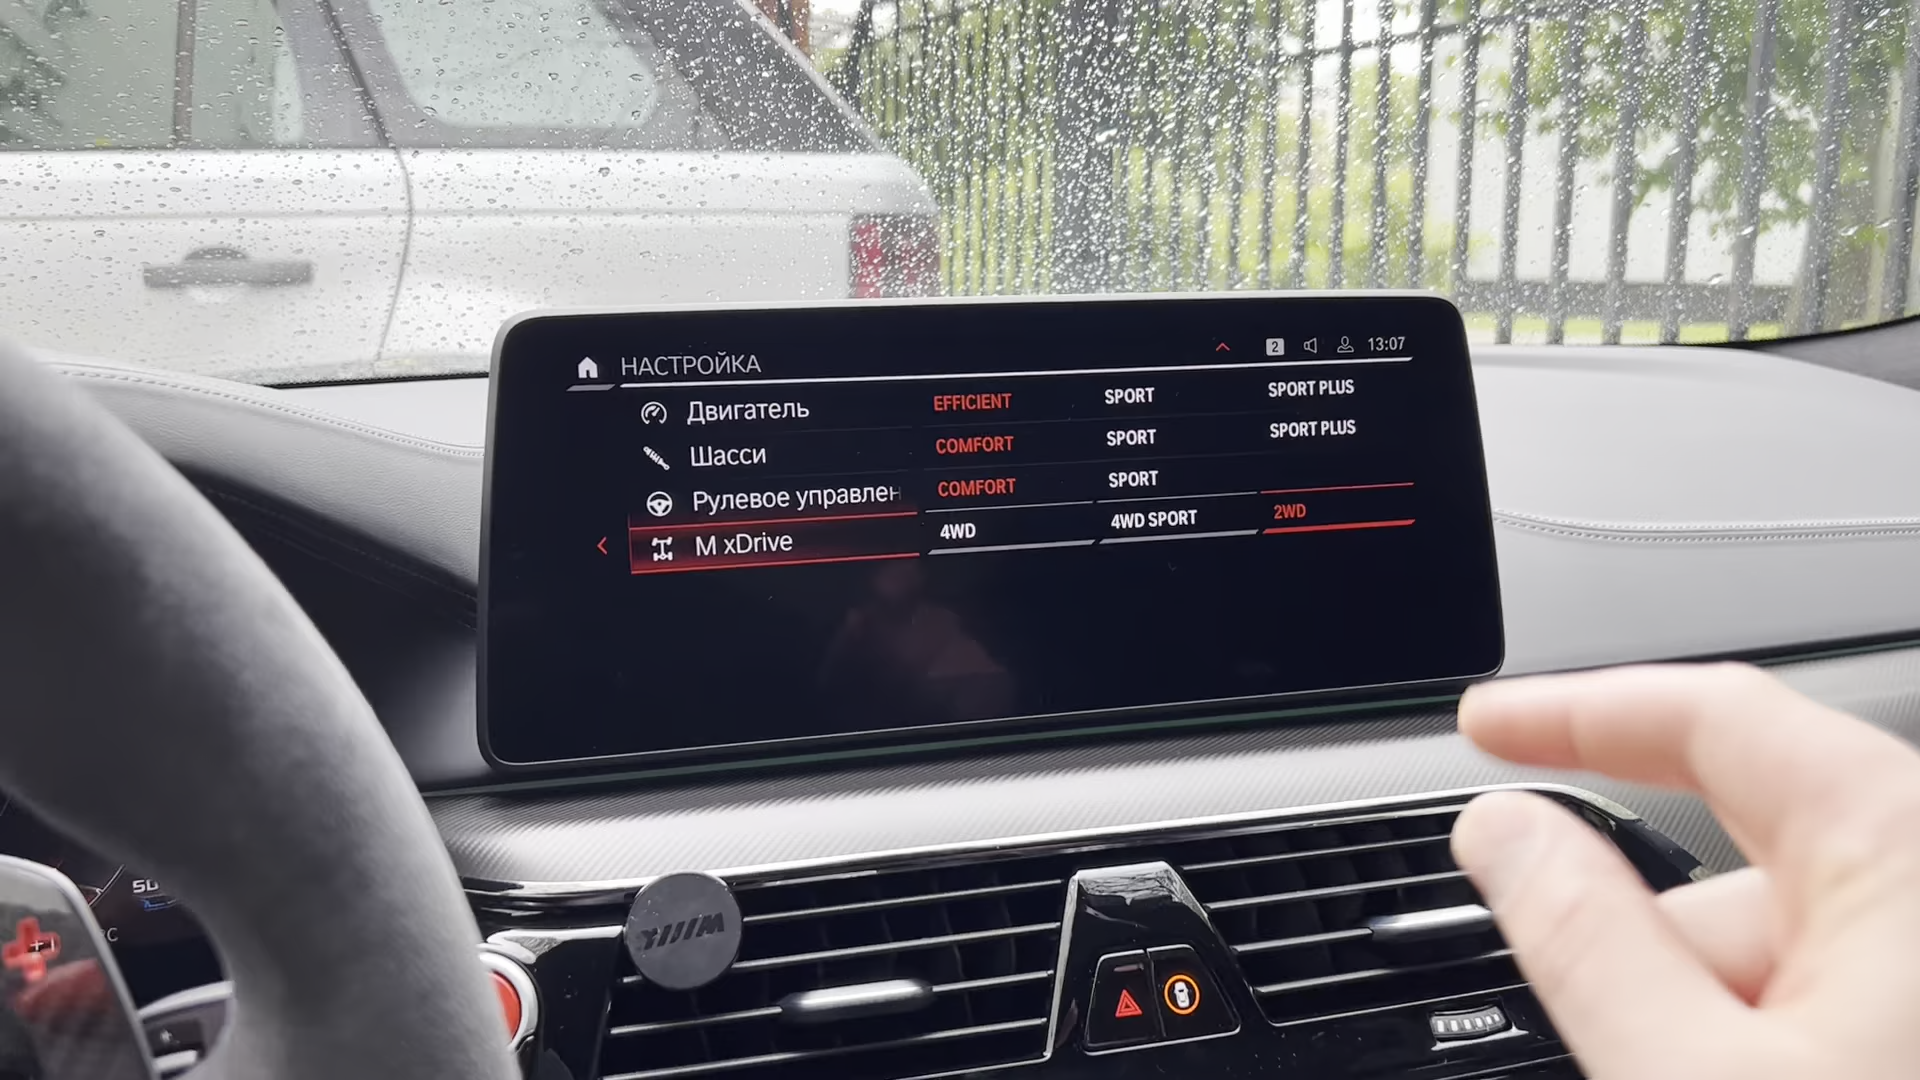 НАСТРОЙКА 2 13:07
Двигатель EFFICIENT SPORT SPORT PLUS
Шасси COMFORT SPORT SPORT PLUS
Рулевое управлен COMFORT SPORT
M xDrive 4WD 4WD SPORT 2WD